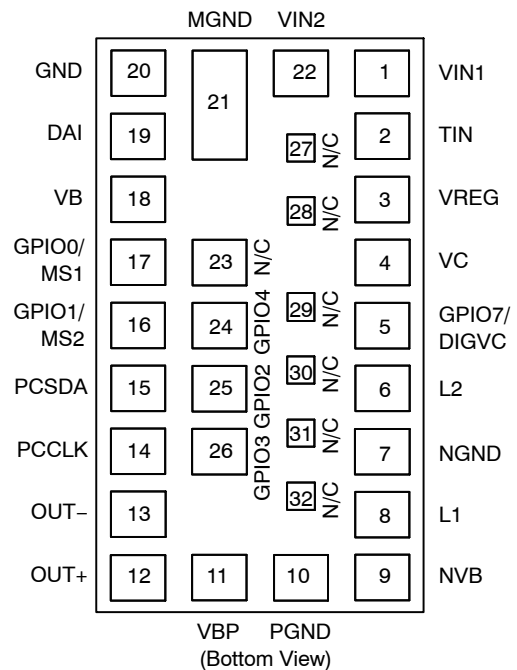 MGND VIN2
GND 20 21 22 1 VIN1
DAI 19 27 N/C 2 TIN
VB 18 28 N/C 3 VREG
GPIO0/
MS1 17 23 N/C 4 VC
GPIO1/
MS2 16 24 GPIO4 29 N/C 5 GPIO7/
DIGVC
PCSDA 15 25 GPIO2 30 N/C 6 L2
PCCLK 14 26 GPIO3 31 N/C 7 NGND
OUT− 13 32 N/C 8 L1
OUT+ 12 11 10 9 NVB
VBP PGND
(Bottom View)